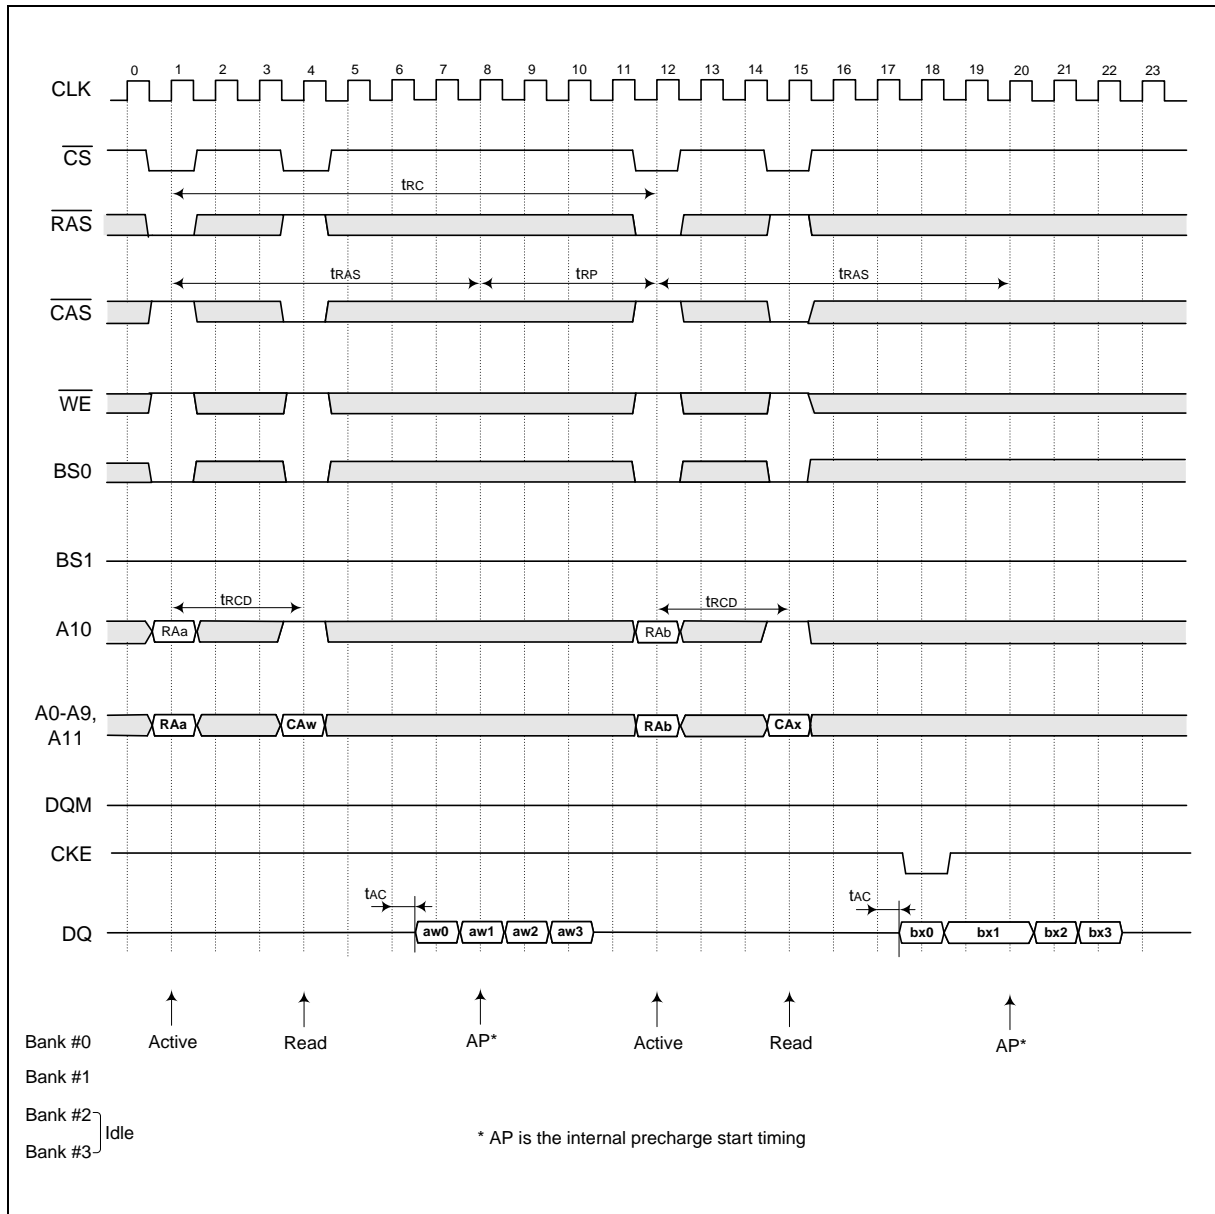 0 1 2 3 4 5 6 7 8 9 10 11 12 13 14 15 16 17 18 19 20 21 22 23
CLK
CS
tRC
RAS
tRAS tRP tRAS
CAS
WE
BS0
BS1
tRCD tRCD
A10 RAa RAb
A0-A9,
A11
RAa CAw RAb CAx
DQM
CKE
tAC tAC
DQ aw0 aw1 aw2 aw3 bx0 bx1 bx2 bx3
Bank #0 Active Read AP* Active Read AP*
Bank #1
Bank #2
Idle
Bank #3
* AP is the internal precharge start timing